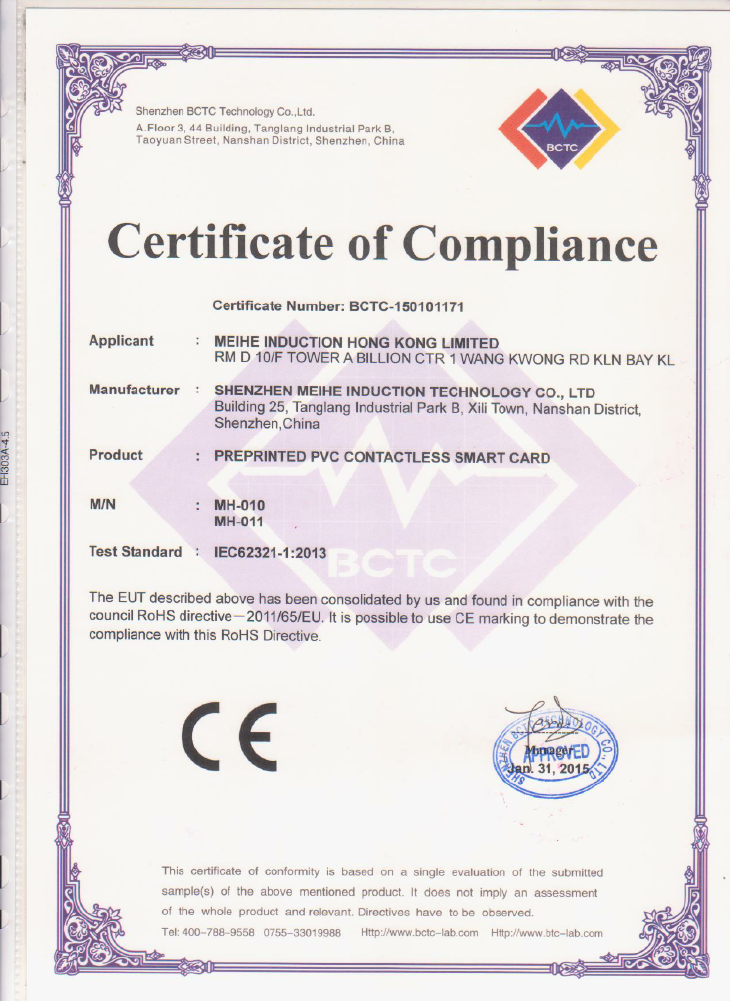 Shenzhen BCTC Technology Co.,Ltd.
A.Floor 3, 44 Building, Tanglang Industrial Park B,
Taoyuan Street, Nanshan District, Shenzhen, China
BCTC
Certificate of Compliance
Certificate Number: BCTC-150101171
Applicant : MEIHE INDUCTION HONG KONG LIMITED
RM D 10/F TOWER A BILLION CTR 1 WANG KWONG RD KLN BAY KL
Manufacturer : SHENZHEN MEIHE INDUCTION TECHNOLOGY CO., LTD
Building 25, Tanglang Industrial Park B, Xili Town, Nanshan District,
Shenzhen,China
EH303A-4.5
Product : PREPRINTED PVC CONTACTLESS SMART CARD
M/N : MH-010
MH-011
Test Standard : IEC62321-1:2013
BCTC
The EUT described above has been consolidated by us and found in compliance with the
council RoHS directive—2011/65/EU. It is possible to use CE marking to demonstrate the
compliance with this RoHS Directive.
CE
SHENZHEN BCTC TECHNOLOGY CO.,LTD
Manager
APPROVED
Jan. 31, 2015
This certificate of conformity is based on a single evaluation of the submitted
sample(s) of the above mentioned product. It does not imply an assessment
of the whole product and relevant. Directives have to be observed.
Tel: 400-788-9558 0755-33019988 Http://www.bctc-lab.com Http://www.btc-lab.com